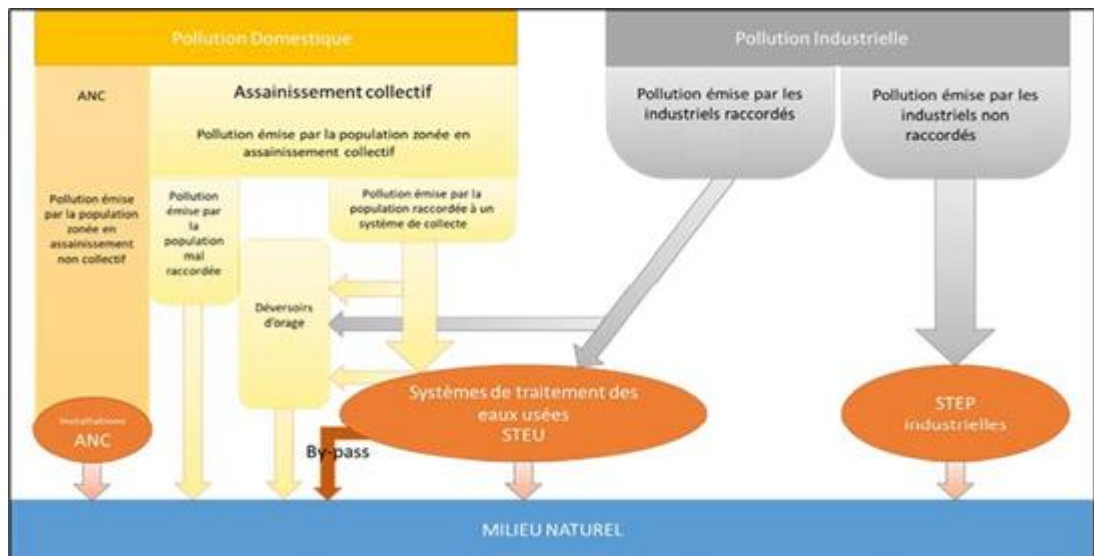 Pollution Domestique
Pollution Industrielle
ANC
Pollution émise
par la population
zonée en
assainissement
non collectif
Assainissement collectif
Pollution émise par la population zonée en
assainissement collectif
Pollution
émise par
la
population
mal
raccordée
Pollution émise par la
population raccordée à un
système de collecte
Déversoirs
d'orage
Pollution émise par les
industriels raccordés
Pollution émise par les
industriels non
raccordés
Installations
ANC
Systèmes de traitement des
eaux usées
STEU
STEP
industrielles
By-pass
MILIEU NATUREL